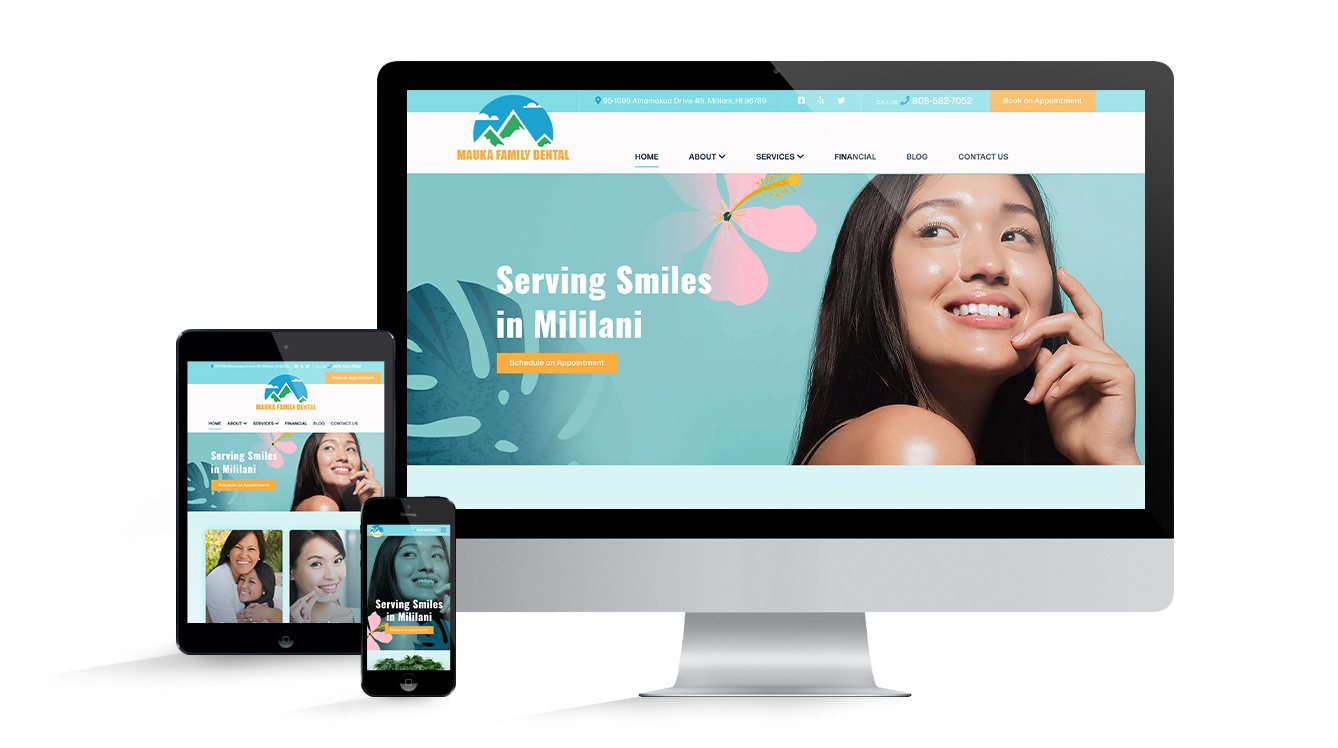 95-1095 Ainamakua Drive #5, Mililani, HI 96789
CALL US 808-582-7052
Book an Appointment
MAUKA FAMILY DENTAL
HOME ABOUT SERVICES FINANCIAL BLOG CONTACT US
Serving Smiles
in Mililani
Schedule an Appointment
808-582-7052
Book an Appointment
MAUKA FAMILY DENTAL
HOME ABOUT SERVICES FINANCIAL BLOG CONTACT US
Serving Smiles
in Mililani
Schedule an Appointment
Serving Smiles
in Mililani
Schedule an Appointment